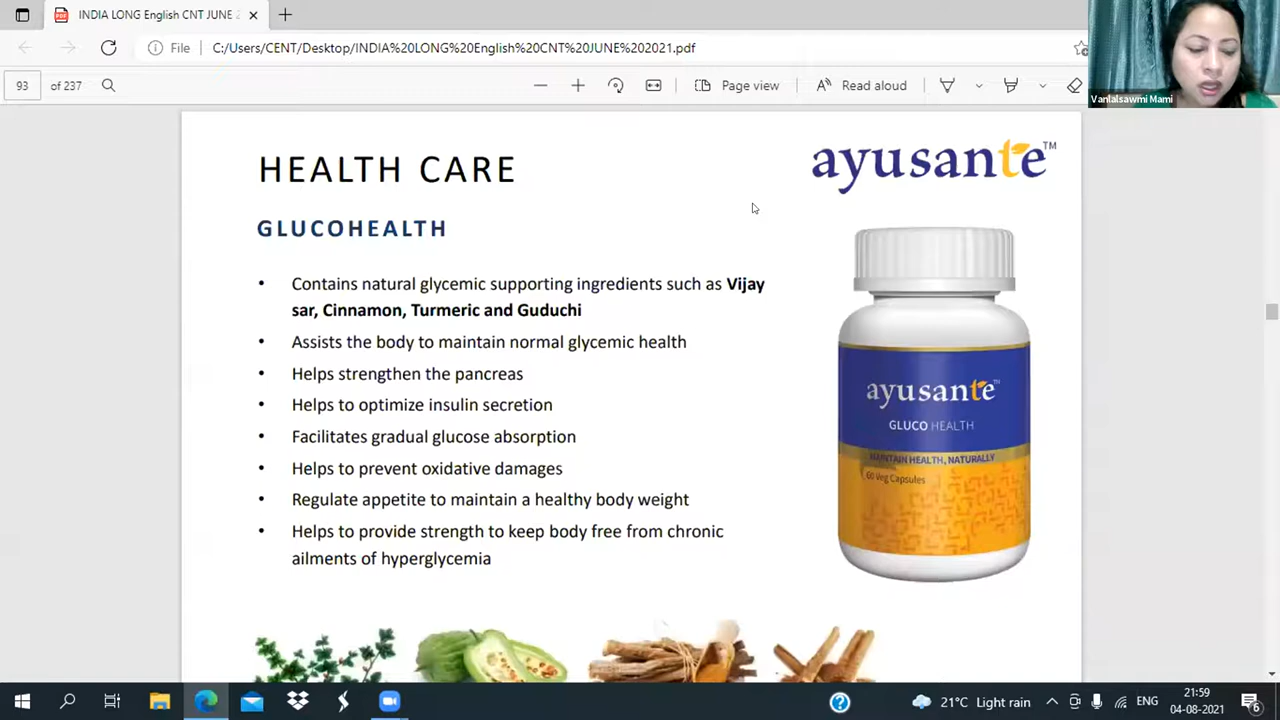 INDIA LONG English CNT JUNE 2
File
C:/Users/CENT/Desktop/INDIA%20LONG%20English%20CNT%20JUNE%202021.pdf
Vanlalsawmi Mami
93 of 237
Page view
Read aloud
HEALTH CARE
ayusante™
GLUCOHEALTH
• Contains natural glycemic supporting ingredients such as Vijay
sar, Cinnamon, Turmeric and Guduchi
• Assists the body to maintain normal glycemic health
• Helps strengthen the pancreas
• Helps to optimize insulin secretion
• Facilitates gradual glucose absorption
• Helps to prevent oxidative damages
• Regulate appetite to maintain a healthy body weight
• Helps to provide strength to keep body free from chronic
ailments of hyperglycemia
ayusante™
GLUCO HEALTH
MAINTAIN HEALTH, NATURALLY
60 Veg Capsules
21°C Light rain
ENG
21:59
04-08-2021
6